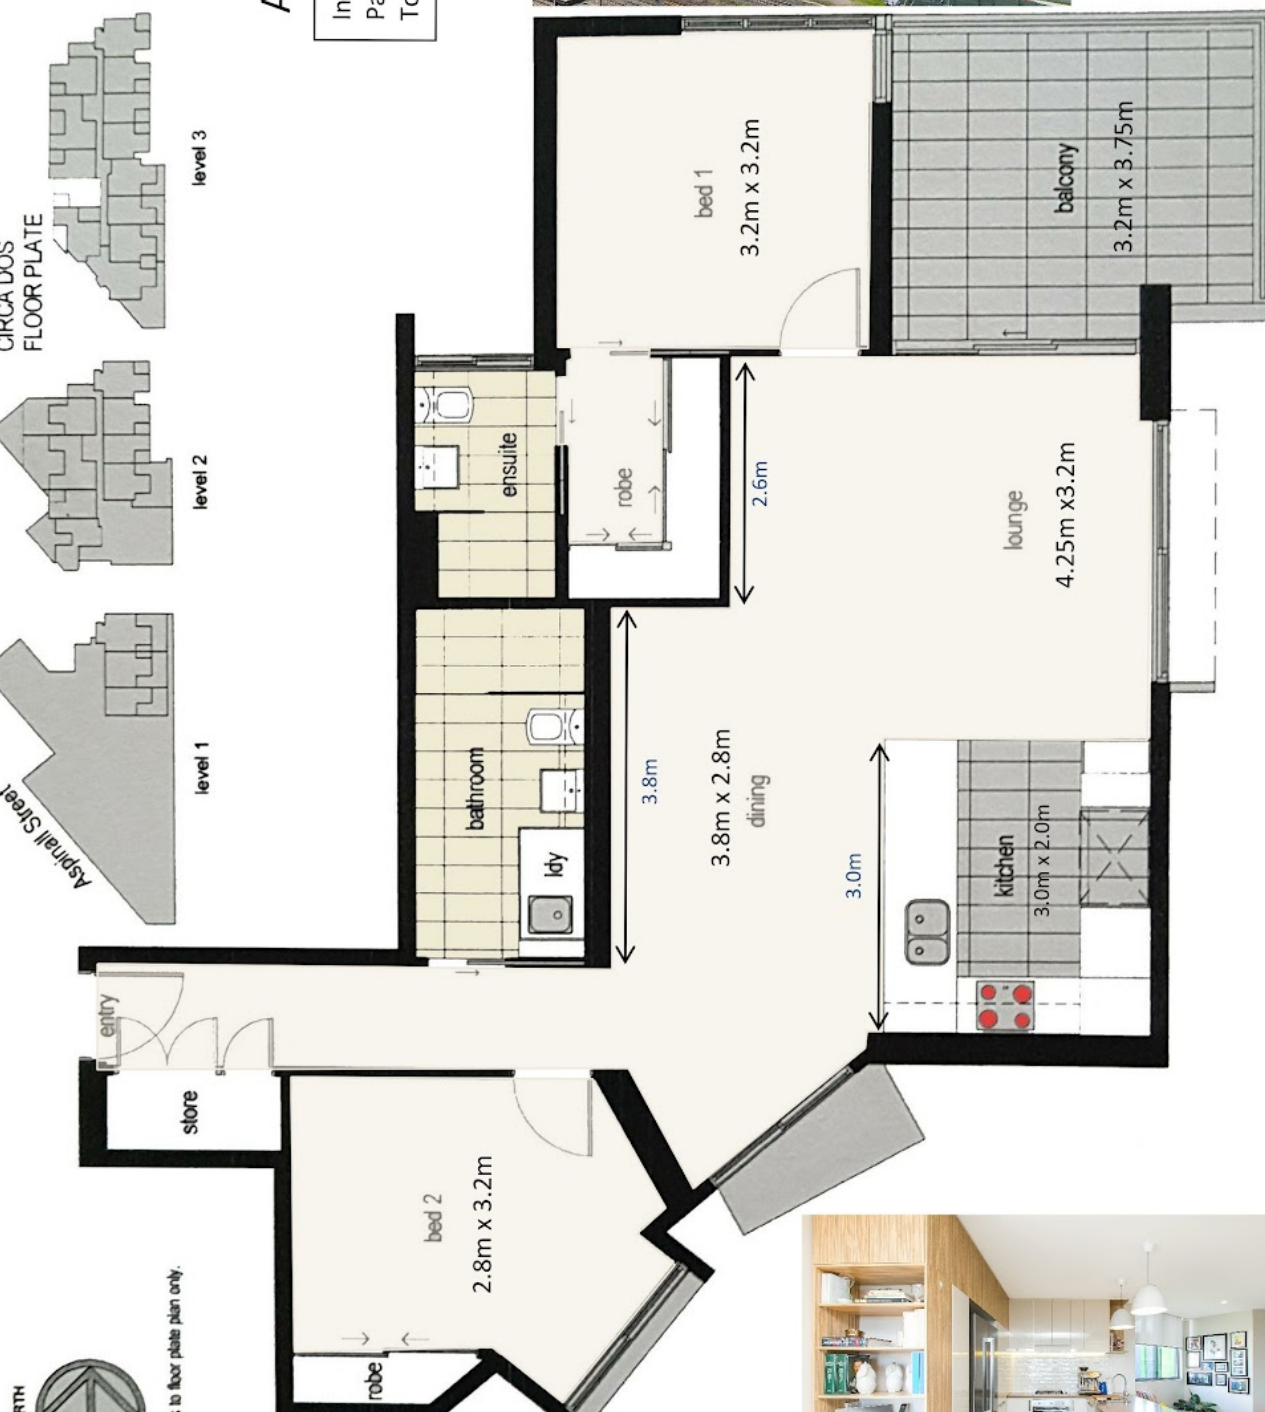 CIRCA DOS
FLOOR PLATE
Aspinall Street
level 1
level 2
level 3
to floor plate plan only.
entry
store
robe
bed 2
2.8m x 3.2m
bathroom
ldy
ensuite
robe
bed 1
3.2m x 3.2m
3.8m
2.6m
3.8m x 2.8m
dining
3.0m
kitchen
3.0m x 2.0m
lounge
4.25m x3.2m
balcony
3.2m x 3.75m